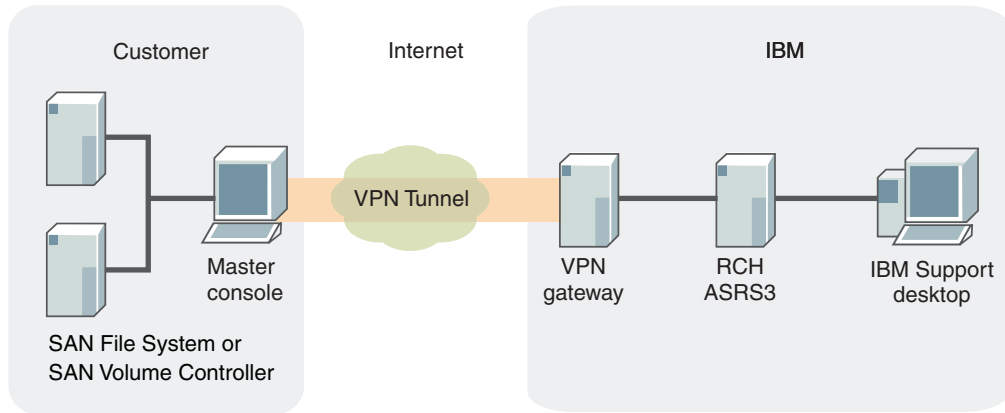 Customer
Internet
IBM
VPN Tunnel
Master
console
VPN
gateway
RCH
ASRS3
IBM Support
desktop
SAN File System or
SAN Volume Controller